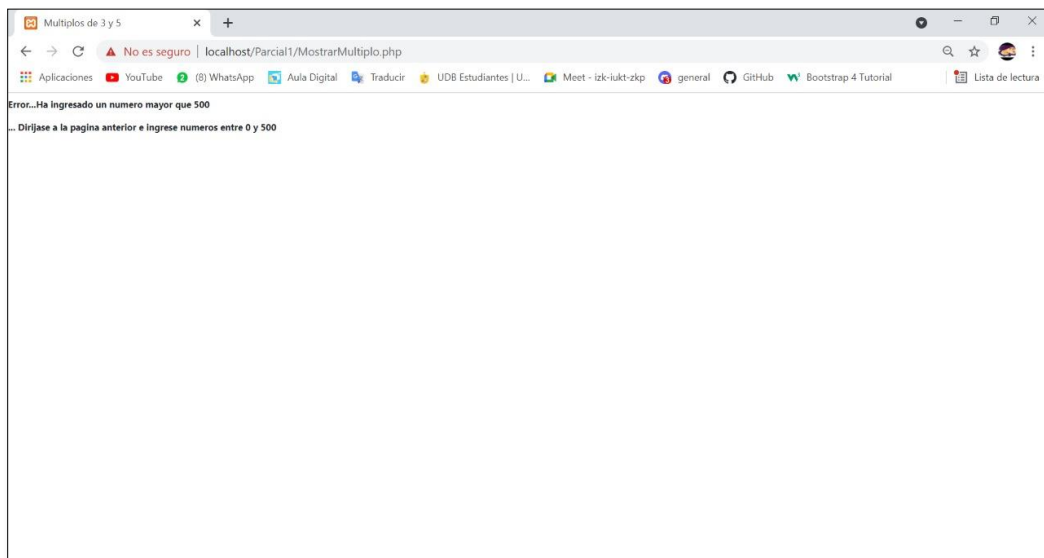 Multiplos de 3 y 5
No es seguro | localhost/Parcial1/MostrarMultiplo.php
Aplicaciones YouTube (8) WhatsApp Aula Digital Traducir UDB Estudiantes | U... Meet - izk-iukt-zkp general GitHub Bootstrap 4 Tutorial Lista de lectura
Error...Ha ingresado un numero mayor que 500
... Dirijase a la pagina anterior e ingrese numeros entre 0 y 500